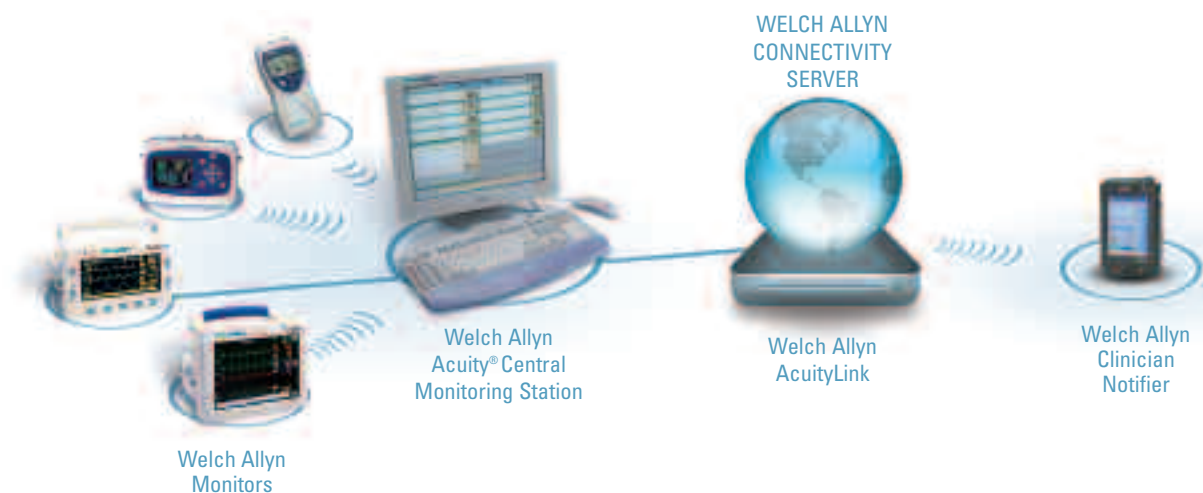 WELCH ALLYN
CONNECTIVITY
SERVER
Welch Allyn
Acuity® Central
Monitoring Station
Welch Allyn
AcuityLink
Welch Allyn
Clinician
Notifier
Welch Allyn
Monitors